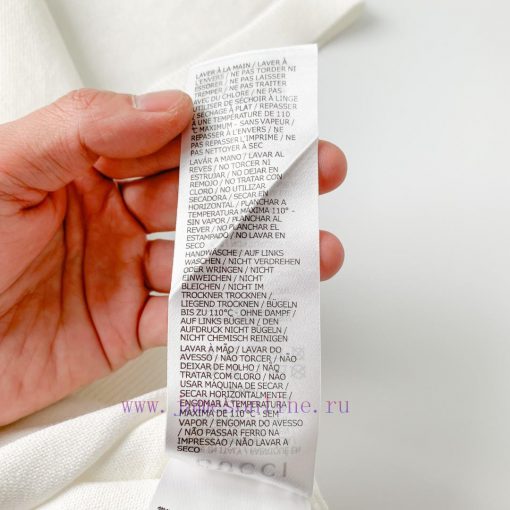 LAVER À LA MAIN / LAVER À
L'ENVERS / NE PAS TORDER NI
ESSORER / NE PAS LAISSER
TREMPER / NE PAS TRAITER
AVEC DU CHLORE / NE PAS
UTILISER DE SÉCHOIR À LINGE
/ SÉCHAGE À PLAT / REPASSER
À UNE TEMPÉRATURE DE 110
°C MAXIMUM - SANS VAPEUR /
REPASSER À L'ENVERS / NE
PAS REPASSER L'IMPRIMÉ / NE
PAS NETTOYER À SEC
LAVAR A MANO / LAVAR AL
REVES / NO TORCER NI
ESTRUJAR / NO DEJAR EN
REMOJO / NO TRATAR CON
CLORO / NO UTILIZAR
SECADORA / SECAR EN
HORIZONTAL / PLANCHAR A
TEMPERATURA MÁXIMA 110° -
SIN VAPOR / PLANCHAR AL
REVER / NO PLANCHAR EL
ESTAMPADO / NO LAVAR EN
SECO
HANDWÄSCHE / AUF LINKS
WASCHEN / NICHT VERDREHEN
ODER WRINGEN / NICHT
EINWEICHEN / NICHT
BLEICHEN / NICHT IM
TROCKNER TROCKNEN /
LIEGEND TROCKNEN / BÜGELN
BIS ZU 110°C - OHNE DAMPF /
AUF LINKS BÜGELN / DEN
AUFDRUCK NICHT BÜGELN /
NICHT CHEMISCH REINIGEN
LAVAR À MÃO / LAVAR DO
AVESSO / NÃO TORCER / NÃO
DEIXAR DE MOLHO / NÃO
TRATAR COM CLORO / NÃO
USAR MÁQUINA DE SECAR /
SECAR HORIZONTALMENTE /
ENGOMAR À TEMPERATURA
MÁXIMA DE 110°C - SEM
VAPOR / ENGOMAR DO AVESSO
/ NÃO PASSAR FERRO NA
IMPRESSÃO / NÃO LAVAR A
SECO
GUCCI